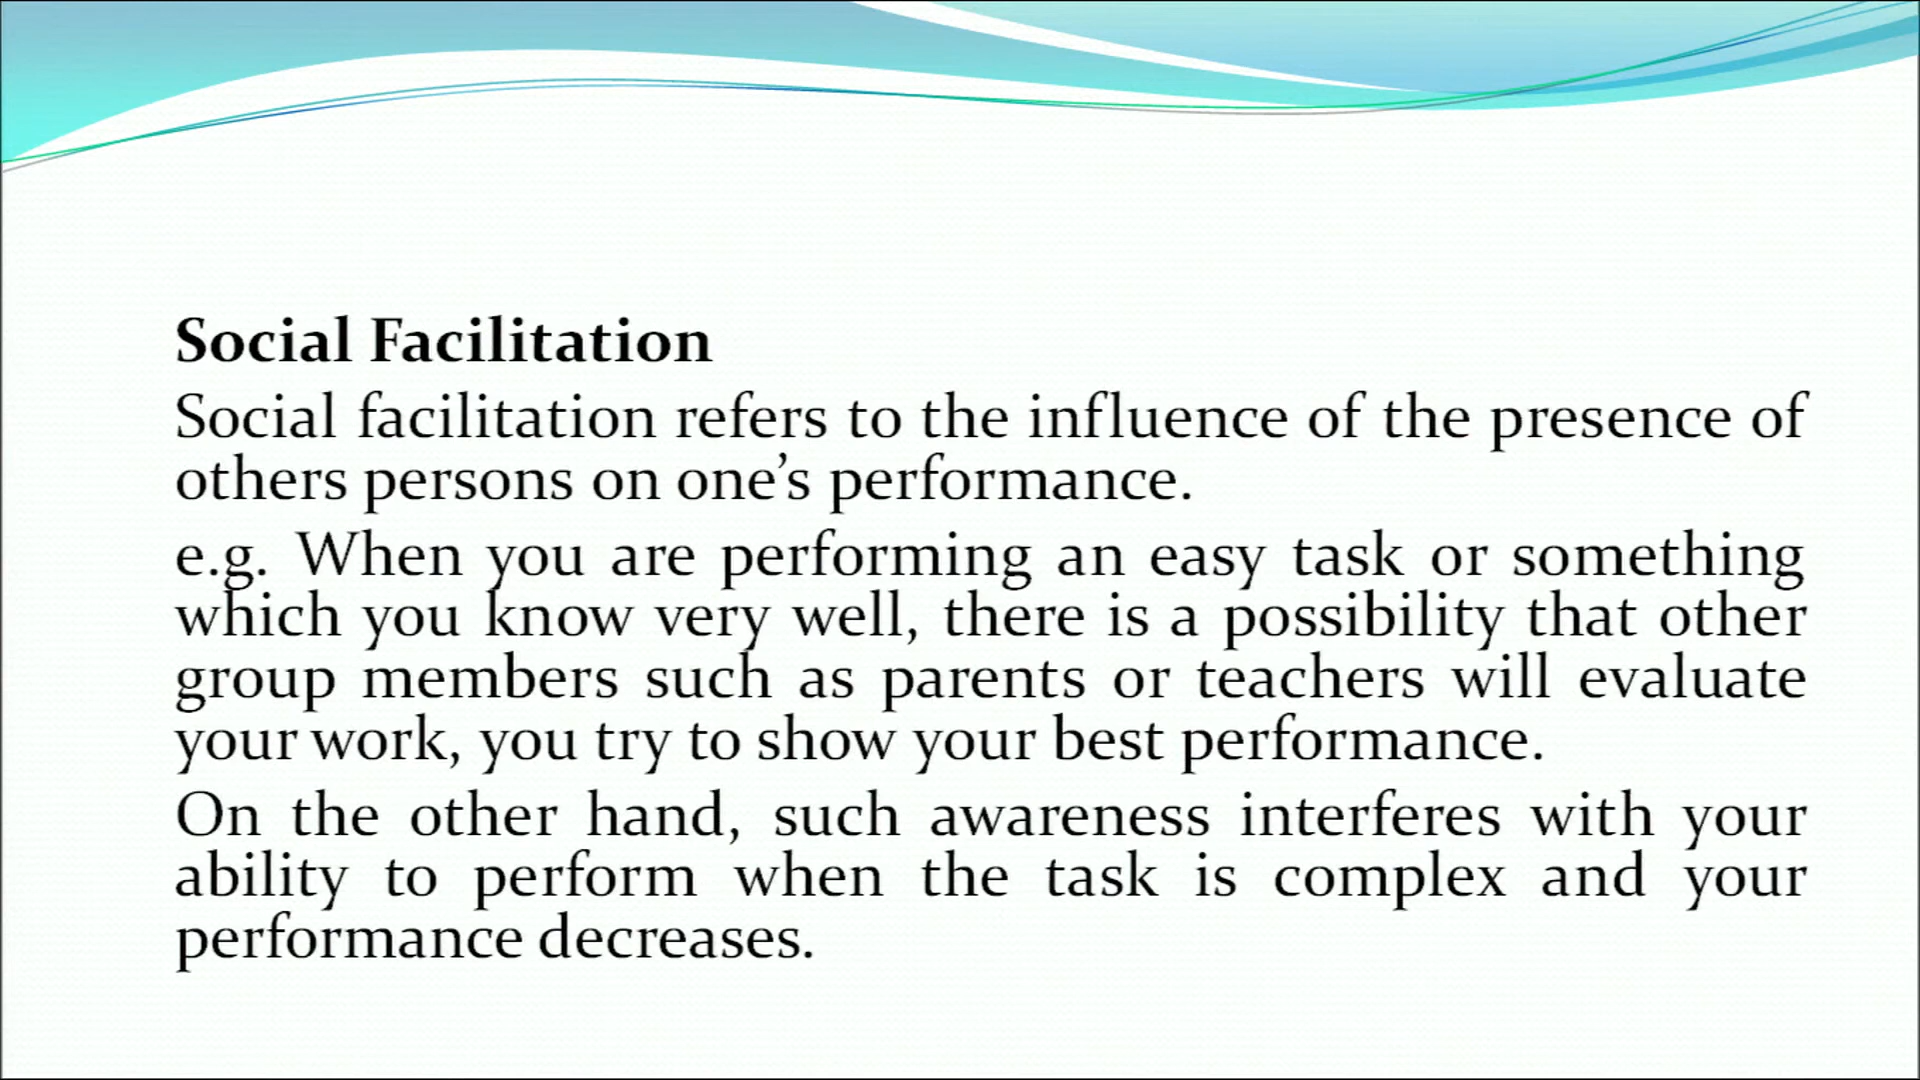 Social Facilitation
Social facilitation refers to the influence of the presence of
others persons on one’s performance.
e.g. When you are performing an easy task or something
which you know very well, there is a possibility that other
group members such as parents or teachers will evaluate
your work, you try to show your best performance.
On the other hand, such awareness interferes with your
ability to perform when the task is complex and your
performance decreases.